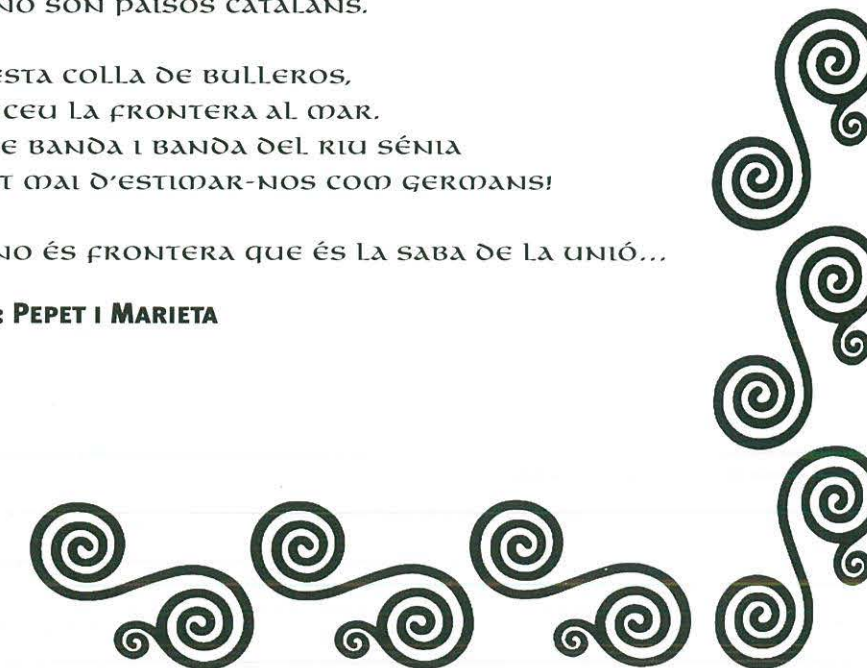 NO SÓN PAÏSOS CATALANS.
ESTA COLLA DE BULLEROS,
CEU LA FRONTERA AL MAR.
E BANDA I BANDA DEL RIU SÉNIA
T MAI D'ESTIMAR-NOS COM GERMANS!
NO ÉS FRONTERA QUE ÉS LA SABA DE LA UNIÓ...
: PEPET I MARIETA